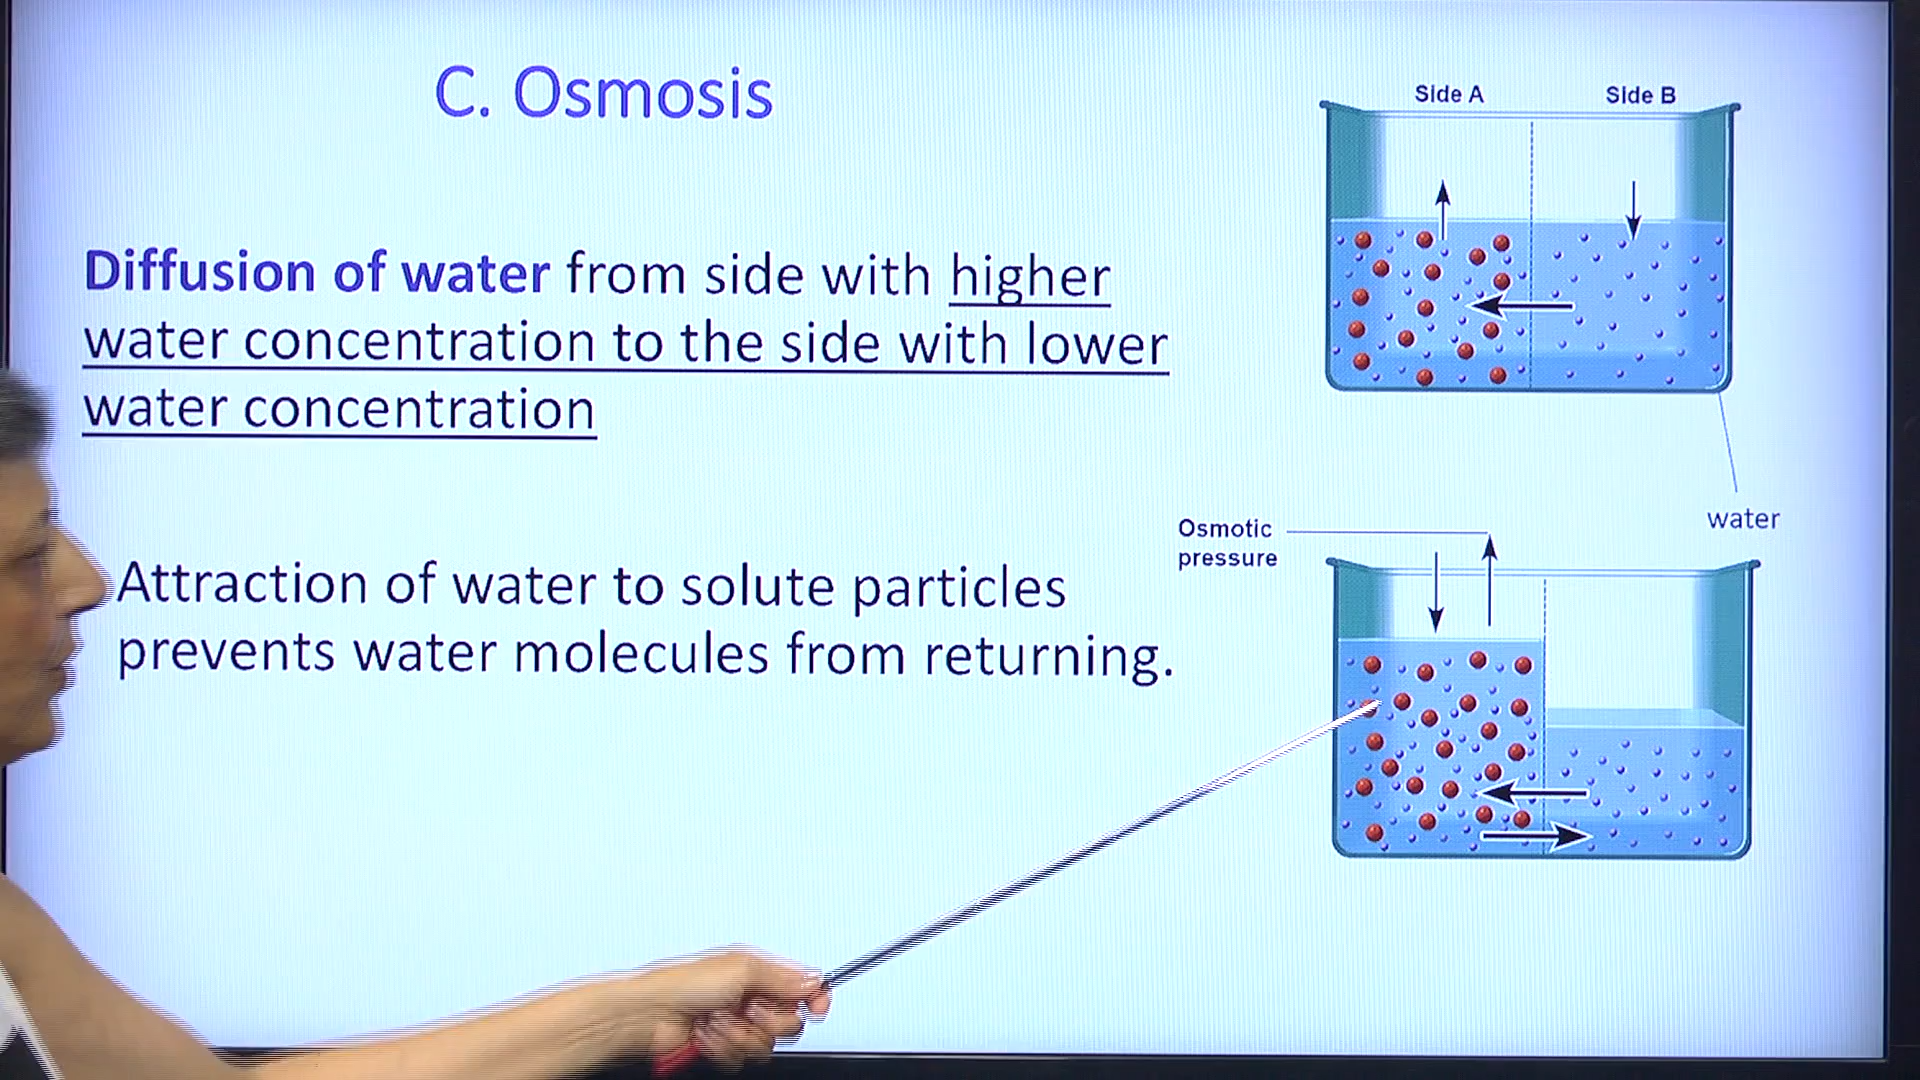 C. Osmosis
Diffusion of water from side with higher
water concentration to the side with lower
water concentration
Attraction of water to solute particles
prevents water molecules from returning.
Side A
Side B
water
Osmotic
pressure